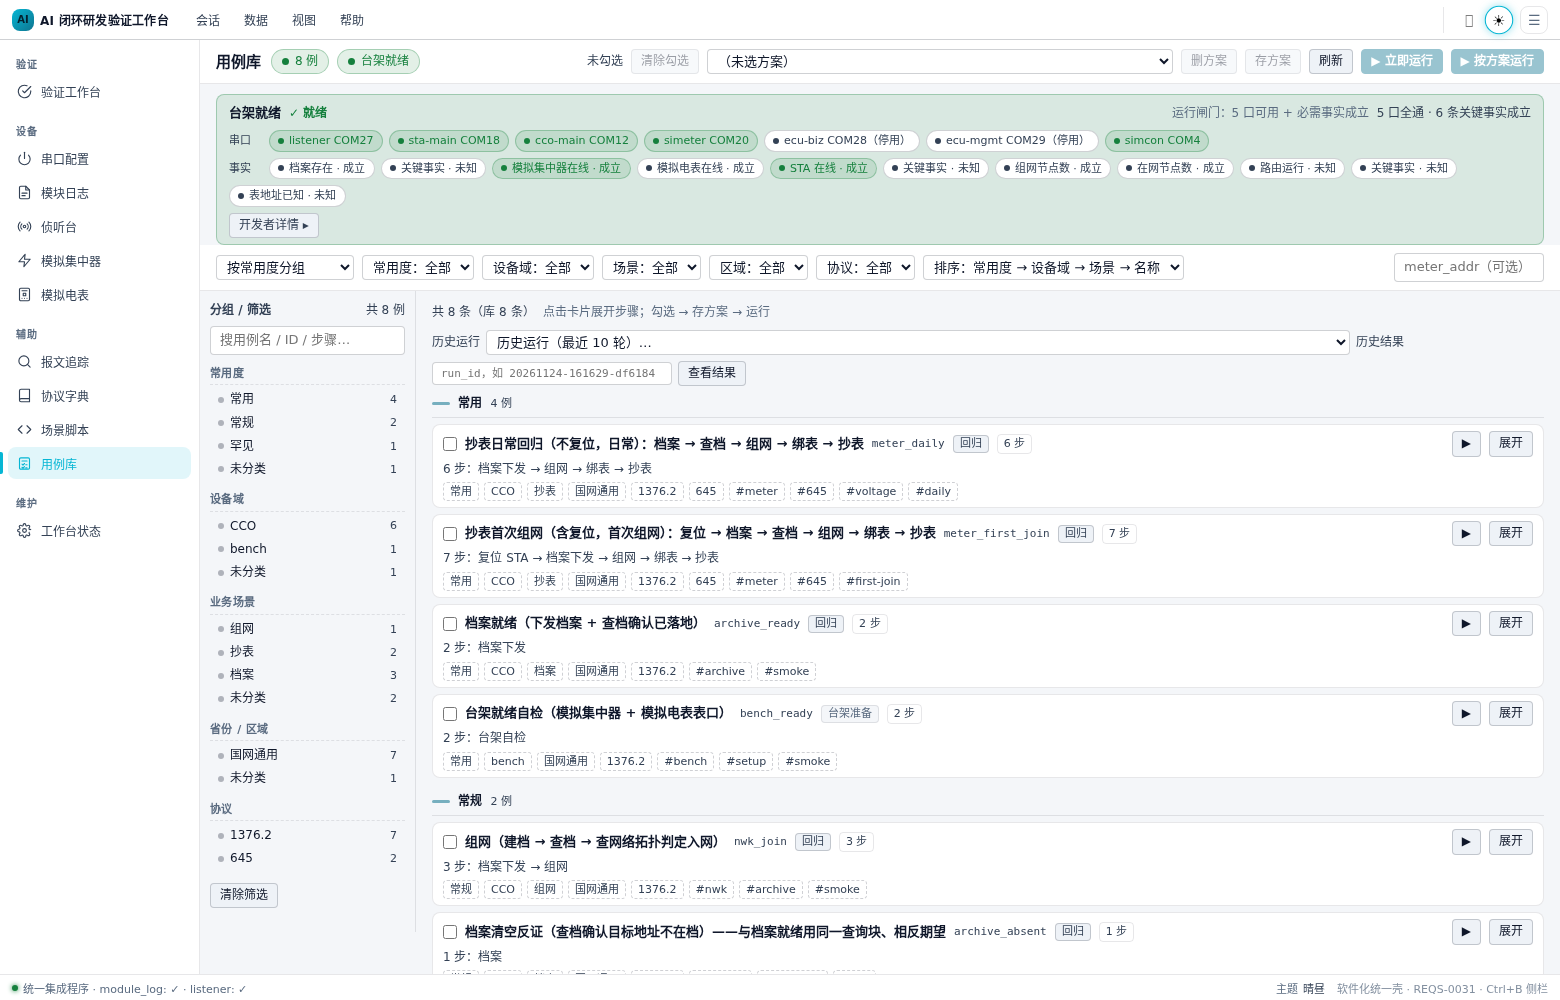 AI AI 闭环研发验证工作台 会话 数据 视图 帮助
验证
验证工作台
设备
串口配置
模块日志
侦听台
模拟集中器
模拟电表
辅助
报文追踪
协议字典
场景脚本
用例库
维护
工作台状态
用例库 8 例 台架就绪 未勾选 清除勾选 （未选方案） 删方案 存方案 刷新 ▶ 立即运行 ▶ 按方案运行
台架就绪 ✓ 就绪 运行闸门：5 口可用 + 必需事实成立 5 口全通 · 6 条关键事实成立
串口 listener COM27 sta-main COM18 cco-main COM12 simeter COM20 ecu-biz COM28（停用） ecu-mgmt COM29（停用） simcon COM4
事实 档案存在 · 成立 关键事实 · 未知 模拟集中器在线 · 成立 模拟电表在线 · 成立 STA 在线 · 成立 关键事实 · 未知 组网节点数 · 成立 在网节点数 · 成立 路由运行 · 未知 关键事实 · 未知
表地址已知 · 未知
开发者详情 ▸
按常用度分组 常用度：全部 设备域：全部 场景：全部 区域：全部 协议：全部 排序：常用度 → 设备域 → 场景 → 名称 meter_addr（可选）
分组 / 筛选 共 8 例
搜用例名 / ID / 步骤…
常用度
常用 4
常规 2
罕见 1
未分类 1
设备域
CCO 6
bench 1
未分类 1
业务场景
组网 1
抄表 2
档案 3
未分类 2
省份 / 区域
国网通用 7
未分类 1
协议
1376.2 7
645 2
清除筛选
共 8 条（库 8 条） 点击卡片展开步骤；勾选 → 存方案 → 运行
历史运行 历史运行（最近 10 轮）… 历史结果
run_id，如 20261124-161629-df6184 查看结果
常用 4 例
抄表日常回归（不复位，日常）：档案 → 查档 → 组网 → 绑表 → 抄表 meter_daily 回归 6 步 ▶ 展开
6 步：档案下发 → 组网 → 绑表 → 抄表
常用 CCO 抄表 国网通用 1376.2 645 #meter #645 #voltage #daily
抄表首次组网（含复位，首次组网）：复位 → 档案 → 查档 → 组网 → 绑表 → 抄表 meter_first_join 回归 7 步 ▶ 展开
7 步：复位 STA → 档案下发 → 组网 → 绑表 → 抄表
常用 CCO 抄表 国网通用 1376.2 645 #meter #645 #first-join
档案就绪（下发档案 + 查档确认已落地） archive_ready 回归 2 步 ▶ 展开
2 步：档案下发
常用 CCO 档案 国网通用 1376.2 #archive #smoke
台架就绪自检（模拟集中器 + 模拟电表表口） bench_ready 台架准备 2 步 ▶ 展开
2 步：台架自检
常用 bench 国网通用 1376.2 #bench #setup #smoke
常规 2 例
组网（建档 → 查档 → 查网络拓扑判定入网） nwk_join 回归 3 步 ▶ 展开
3 步：档案下发 → 组网
常规 CCO 组网 国网通用 1376.2 #nwk #archive #smoke
档案清空反证（查档确认目标地址不在档）——与档案就绪用同一查询块、相反期望 archive_absent 回归 1 步 ▶ 展开
1 步：档案
统一集成程序 · module_log: ✓ · listener: ✓ 主题 晴昼 软件化统一壳 · REQS-0031 · Ctrl+B 侧栏